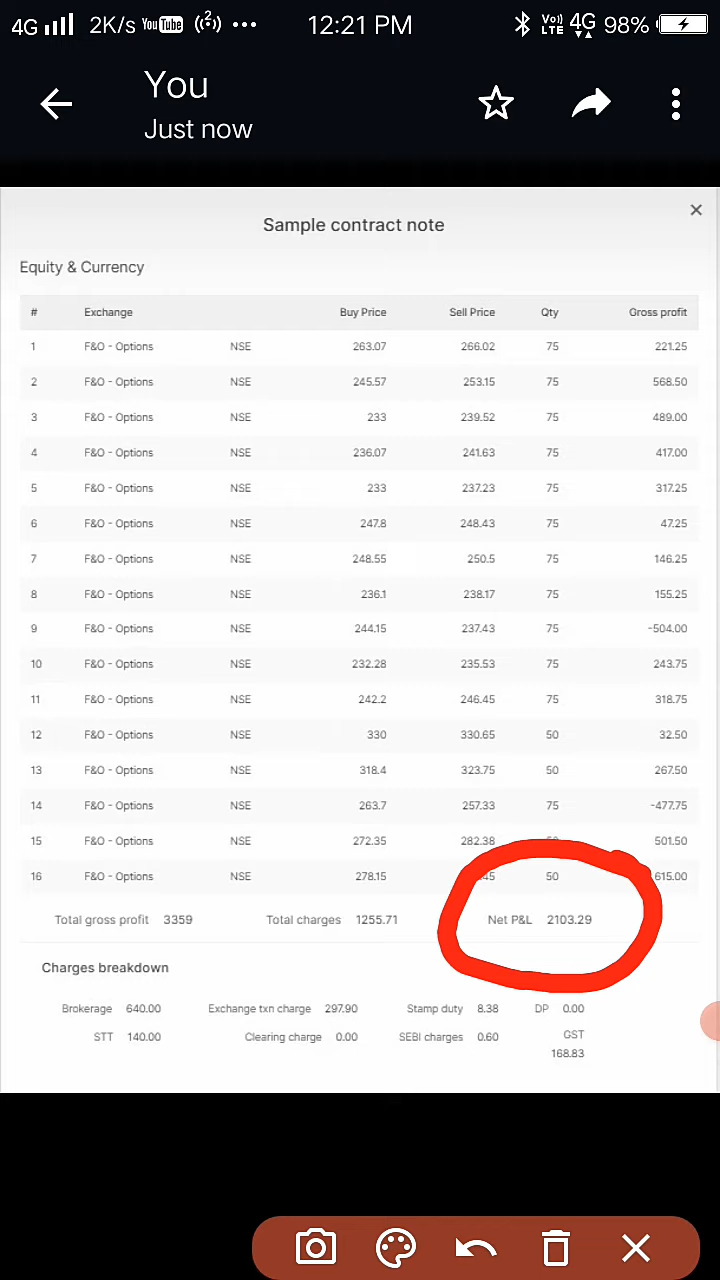 4G 2K/s YouTube 12:21 PM VoLTE 4G 98%
You
Just now
Sample contract note
Equity & Currency
# Exchange Buy Price Sell Price Qty Gross profit
1 F&O - Options NSE 263.07 266.02 75 221.25
2 F&O - Options NSE 245.57 253.15 75 568.50
3 F&O - Options NSE 233 239.52 75 489.00
4 F&O - Options NSE 236.07 241.63 75 417.00
5 F&O - Options NSE 233 237.23 75 317.25
6 F&O - Options NSE 247.8 248.43 75 47.25
7 F&O - Options NSE 248.55 250.5 75 146.25
8 F&O - Options NSE 236.1 238.17 75 155.25
9 F&O - Options NSE 244.15 237.43 75 -504.00
10 F&O - Options NSE 232.28 235.53 75 243.75
11 F&O - Options NSE 242.2 246.45 75 318.75
12 F&O - Options NSE 330 330.65 50 32.50
13 F&O - Options NSE 318.4 323.75 50 267.50
14 F&O - Options NSE 263.7 257.33 75 -477.75
15 F&O - Options NSE 272.35 282.38 501.50
16 F&O - Options NSE 278.15 50 615.00
Total gross profit 3359 Total charges 1255.71 Net P&L 2103.29
Charges breakdown
Brokerage 640.00 Exchange txn charge 297.90 Stamp duty 8.38 DP 0.00
STT 140.00 Clearing charge 0.00 SEBI charges 0.60 GST
168.83